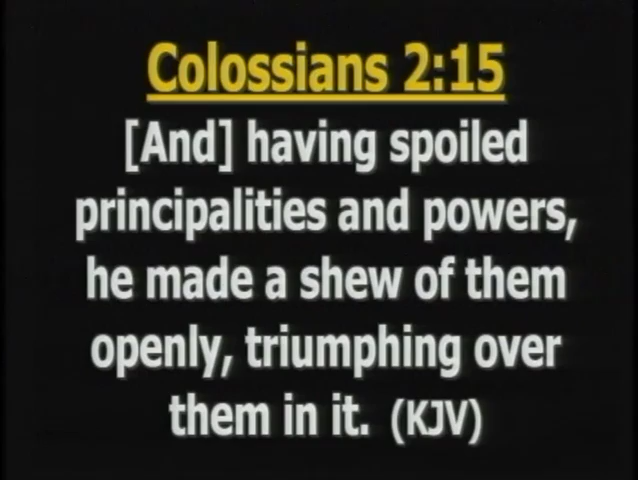 Colossians 2:15
[And] having spoiled
principalities and powers,
he made a shew of them
openly, triumphing over
them in it. (KJV)